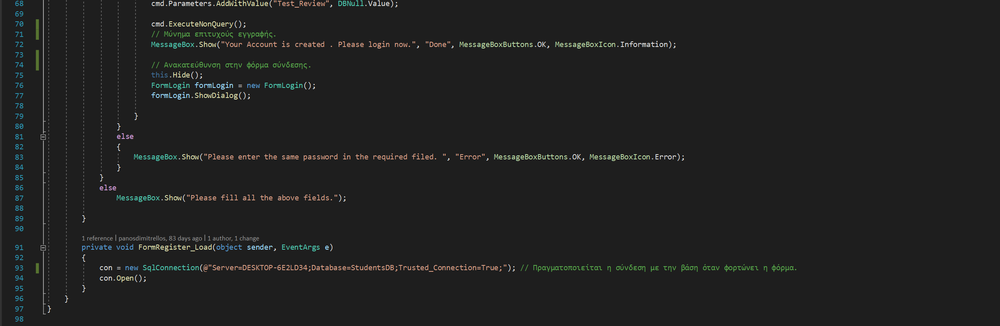 68 cmd.Parameters.AddWithValue("Test_Review", DBNull.Value);
69
70 cmd.ExecuteNonQuery();
71 // Μύνημα επιτυχούς εγγραφής.
72 MessageBox.Show("Your Account is created . Please login now.", "Done", MessageBoxButtons.OK, MessageBoxIcon.Information);
73
74 // Ανακατεύθυνση στην φόρμα σύνδεσης.
75 this.Hide();
76 FormLogin formLogin = new FormLogin();
77 formLogin.ShowDialog();
78
79 }
80 }
81 else
82 {
83 MessageBox.Show("Please enter the same password in the required filed. ", "Error", MessageBoxButtons.OK, MessageBoxIcon.Error);
84 }
85 }
86 else
87 MessageBox.Show("Please fill all the above fields.");
88
89 }
90
1 reference | panosdimitrellos, 83 days ago | 1 author, 1 change
91 private void FormRegister_Load(object sender, EventArgs e)
92 {
93 con = new SqlConnection(@"Server=DESKTOP-6E2LD34;Database=StudentsDB;Trusted_Connection=True;"); // Πραγματοποιείται η σύνδεση με την βάση όταν φορτώνει η φόρμα.
94 con.Open();
95 }
96 }
97 }
98